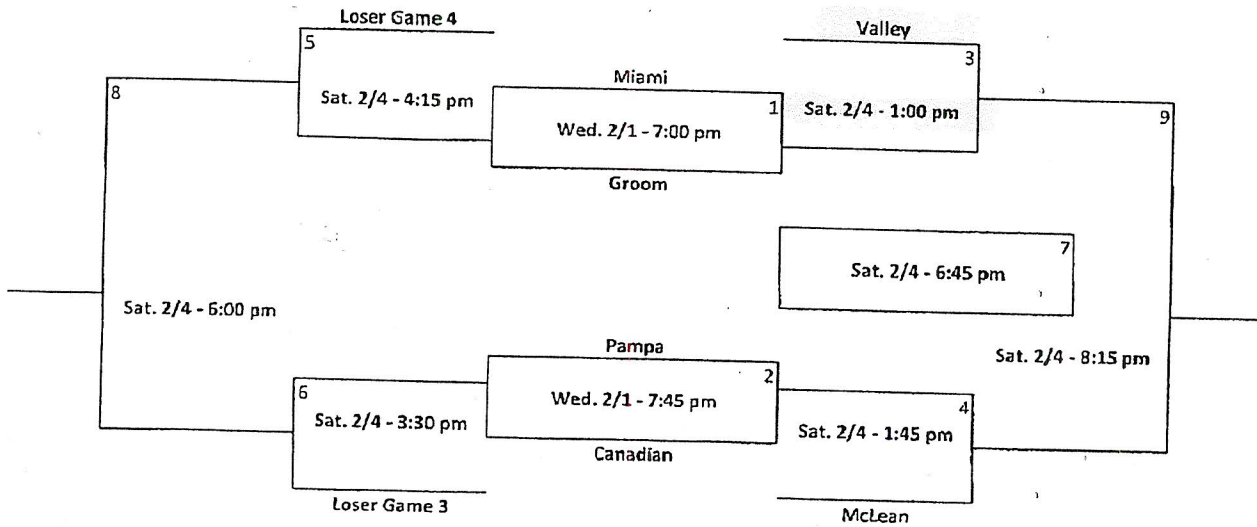 Loser Game 4
Valley
5
3
Miami
8
Sat. 2/4 - 4:15 pm
1
Sat. 2/4 - 1:00 pm
9
Wed. 2/1 - 7:00 pm
Groom
7
Sat. 2/4 - 6:45 pm
Sat. 2/4 - 6:00 pm
Pampa
Sat. 2/4 - 8:15 pm
6
2
Wed. 2/1 - 7:45 pm
4
Sat. 2/4 - 3:30 pm
Sat. 2/4 - 1:45 pm
Canadian
Loser Game 3
McLean